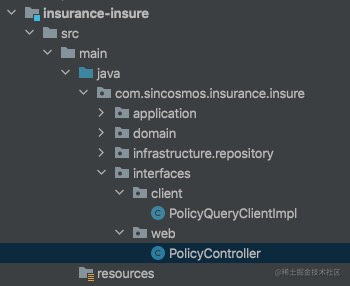 insurance-insure
src
main
java
com.sincosmos.insurance.insure
application
domain
infrastructure.repository
interfaces
client
PolicyQueryClientImpl
web
PolicyController
resources
@稀土掘金技术社区